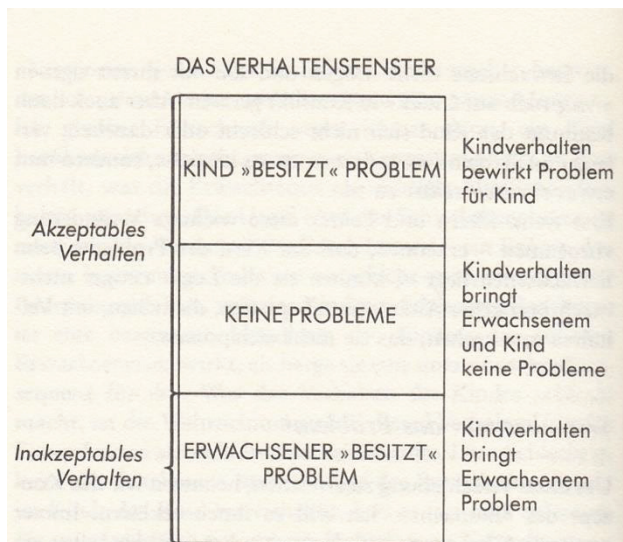 DAS VERHALTENSFENSTER
Akzeptables
Verhalten
KIND »BESITZT« PROBLEM
Kindverhalten
bewirkt Problem
für Kind
KEINE PROBLEME
Kindverhalten
bringt
Erwachsenem
und Kind
keine Probleme
Inakzeptables
Verhalten
ERWACHSENER »BESITZT«
PROBLEM
Kindverhalten
bringt
Erwachsenem
Problem